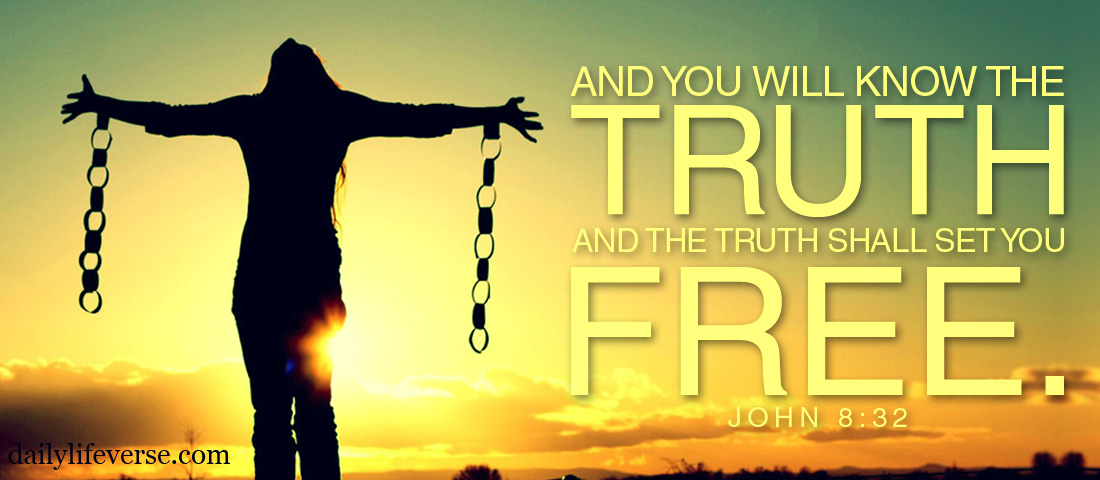 AND YOU WILL KNOW THE
TRUTH
AND THE TRUTH SHALL SET YOU
FREE.
JOHN 8:32
dailylifeverse.com